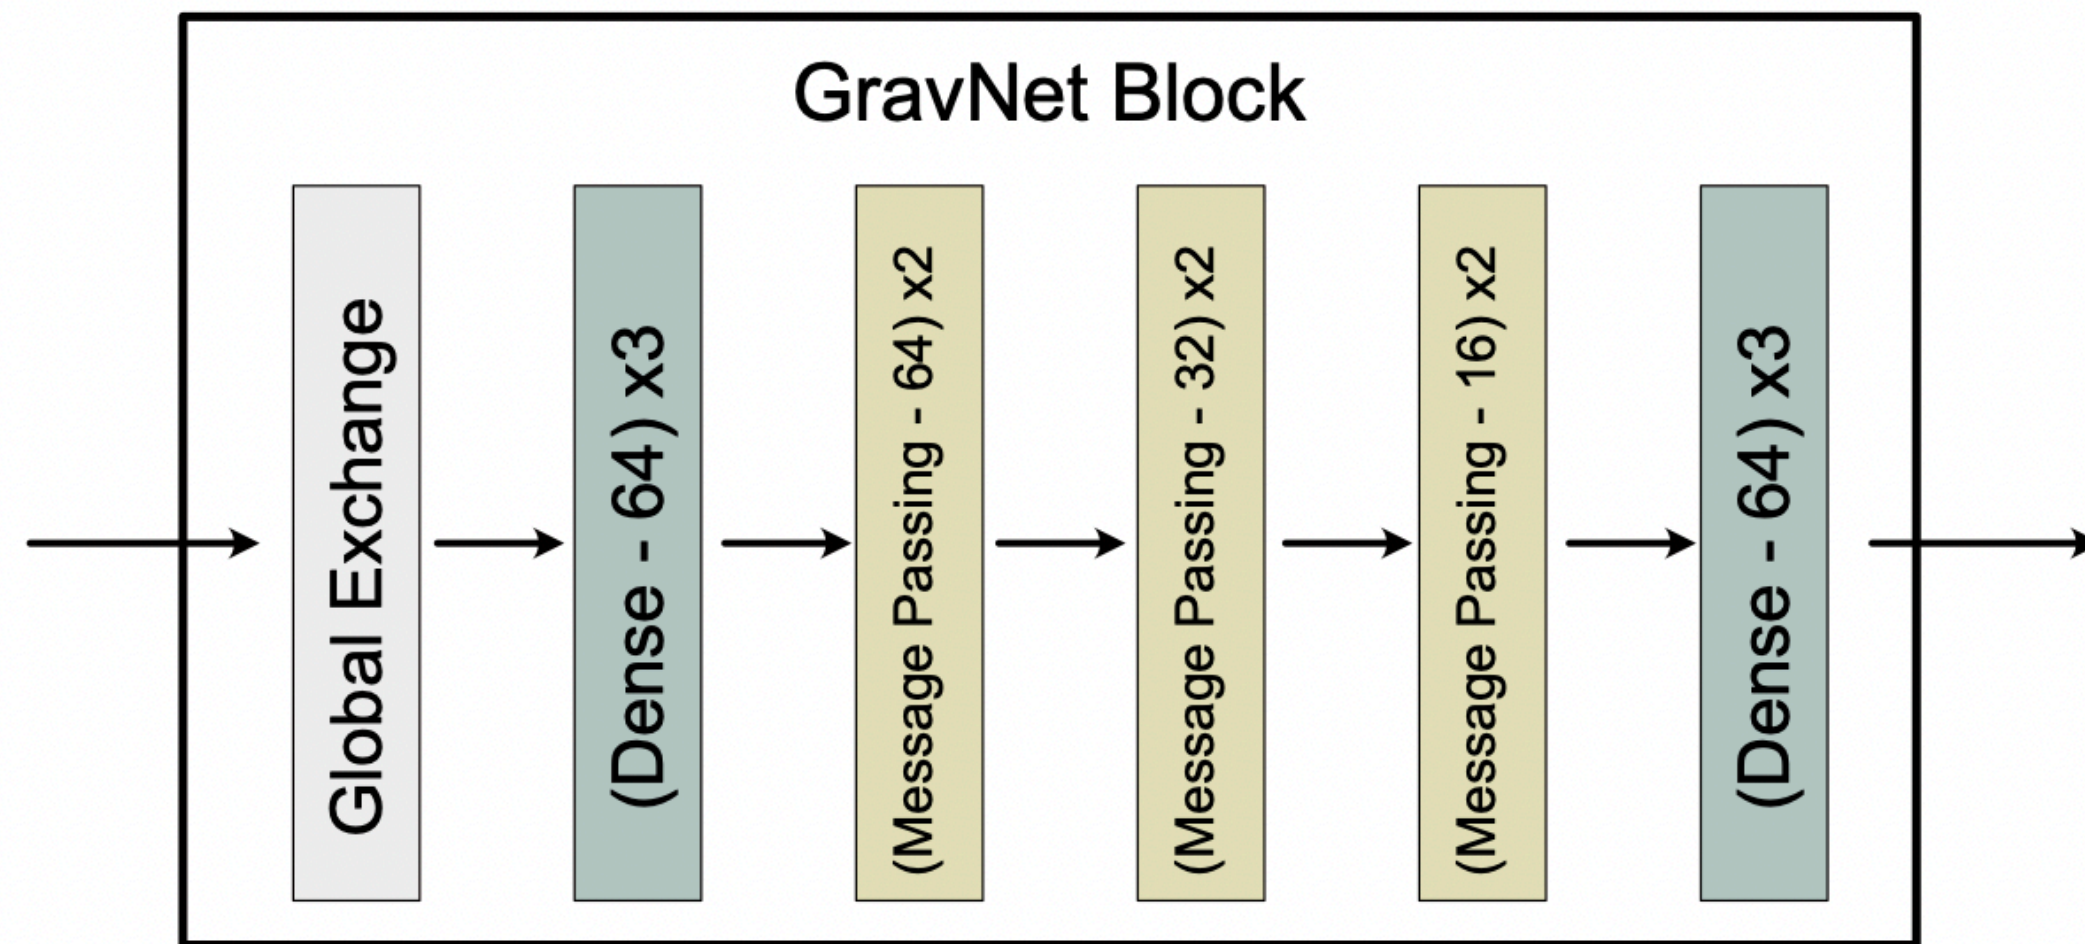 GravNet Block
Global Exchange
(Dense - 64) x3
(Message Passing - 64) x2
(Message Passing - 32) x2
(Message Passing - 16) x2
(Dense - 64) x3